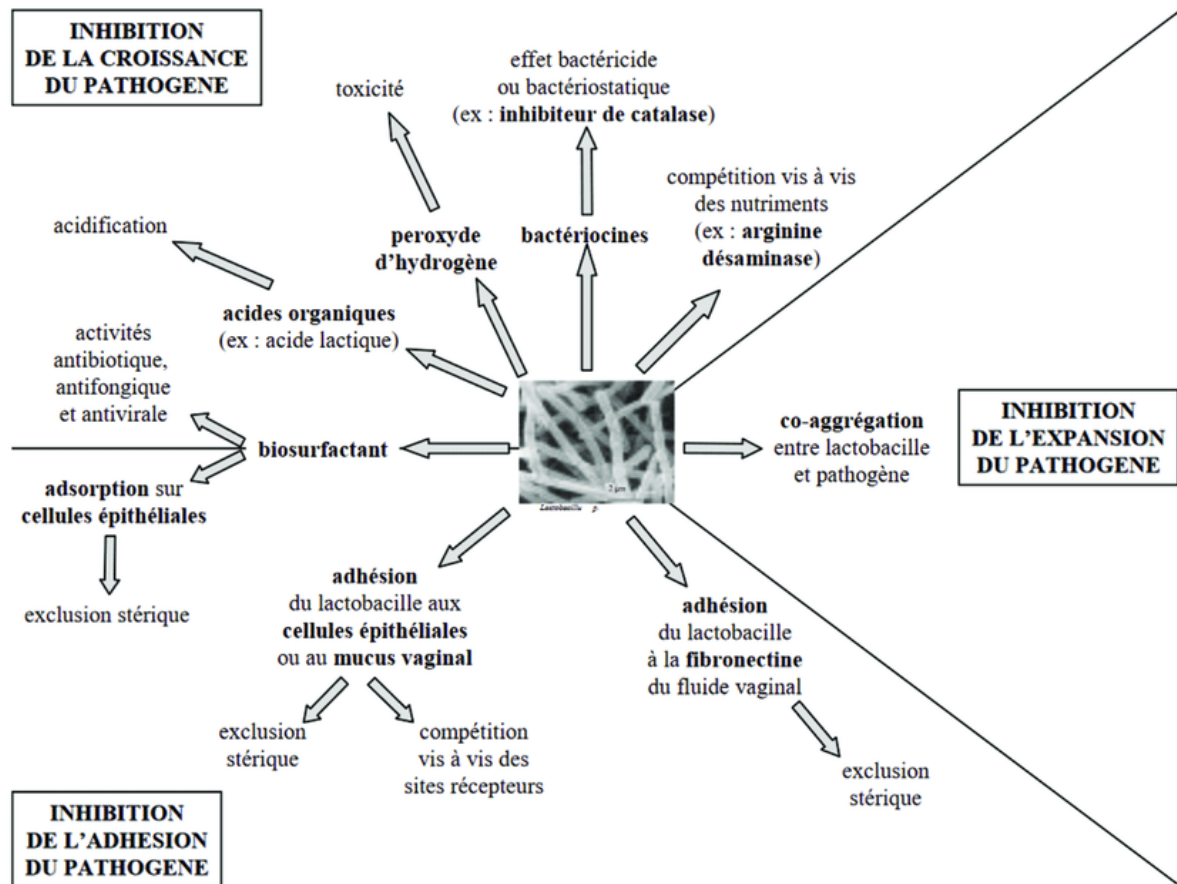 INHIBITION
DE LA CROISSANCE
DU PATHOGENE
toxicité
effet bactéricide
ou bactériostatique
(ex : inhibiteur de catalase)
compétition vis à vis
des nutriments
(ex : arginine
désaminase)
acidification
peroxyde
d’hydrogène
bactériocines
acides organiques
(ex : acide lactique)
activités
antibiotique,
antifongique
et antivirale
biosurfactant
adsorption sur
cellules épithéliales
exclusion stérique
2 µm
Lactobacillu p.
co-aggrégation
entre lactobacille
et pathogène
INHIBITION
DE L’EXPANSION
DU PATHOGENE
adhésion
du lactobacille aux
cellules épithéliales
ou au mucus vaginal
exclusion
stérique
compétition
vis à vis des
sites récepteurs
adhésion
du lactobacille
à la fibronectine
du fluide vaginal
exclusion
stérique
INHIBITION
DE L’ADHESION
DU PATHOGENE